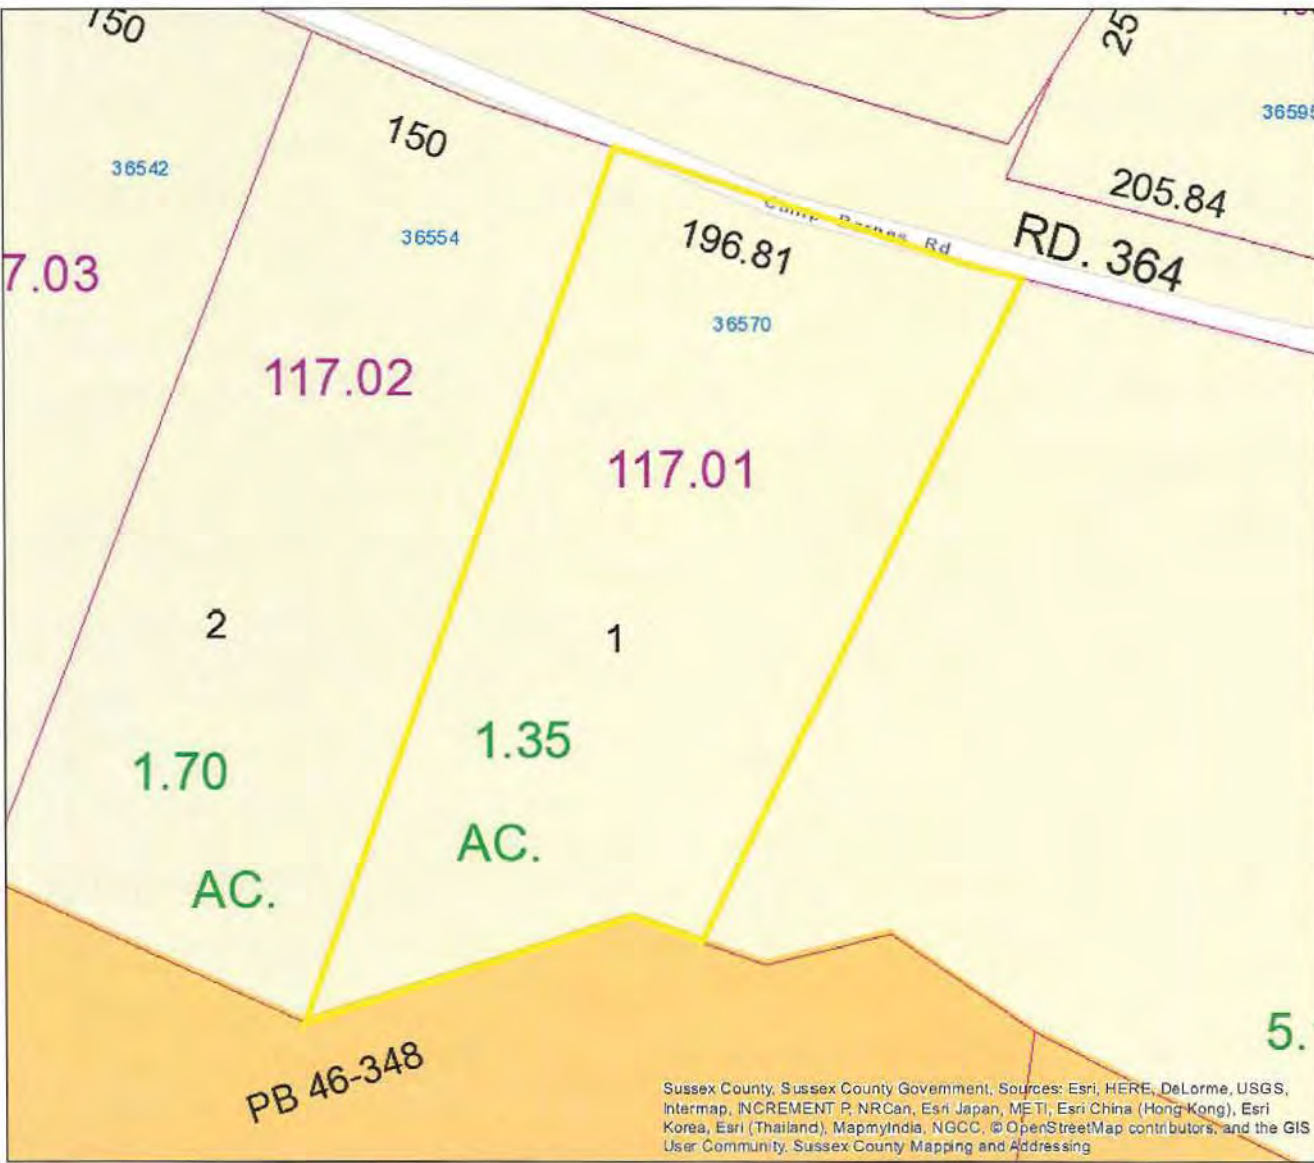 150
25
36595
150
36542
205.84
36554
Camp Barnes Rd
196.81
RD. 364
7.03
36570
117.02
117.01
2
1
1.35
1.70
AC.
AC.
5.
PB 46-348
Sussex County, Sussex County Government, Sources: Esri, HERE, DeLorme, USGS,
Intermap, INCREMENT P, NRCan, Esri Japan, METI, Esri China (Hong Kong), Esri
Korea, Esri (Thailand), MapmyIndia, NGCC, © OpenStreetMap contributors, and the GIS
User Community, Sussex County Mapping and Addressing